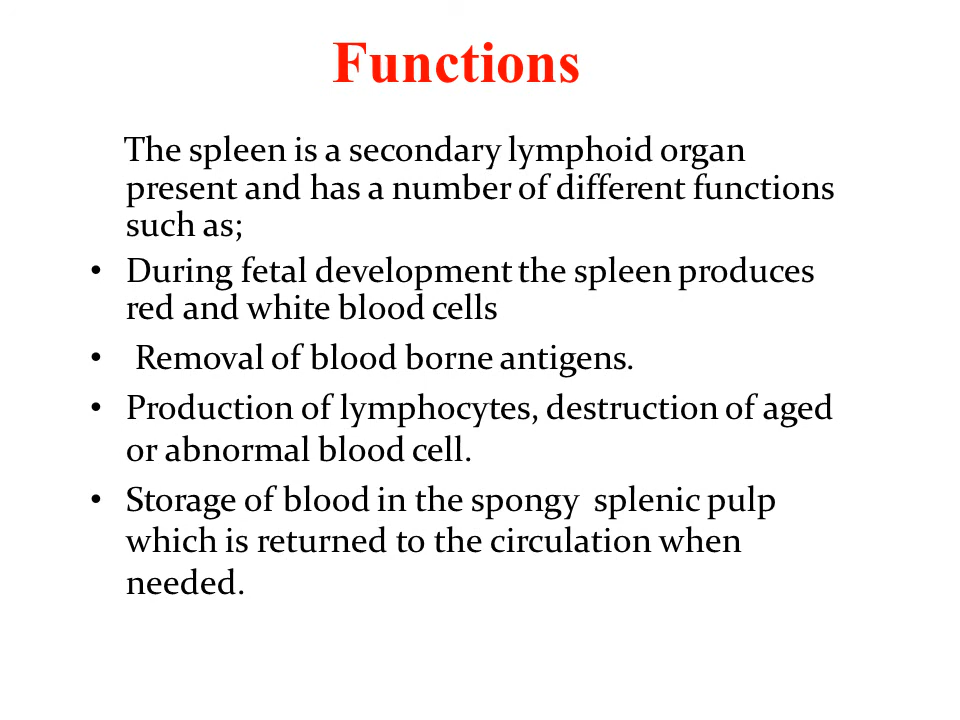 Functions
The spleen is a secondary lymphoid organ
present and has a number of different functions
such as;
• During fetal development the spleen produces
red and white blood cells
• Removal of blood borne antigens.
• Production of lymphocytes, destruction of aged
or abnormal blood cell.
• Storage of blood in the spongy splenic pulp
which is returned to the circulation when
needed.